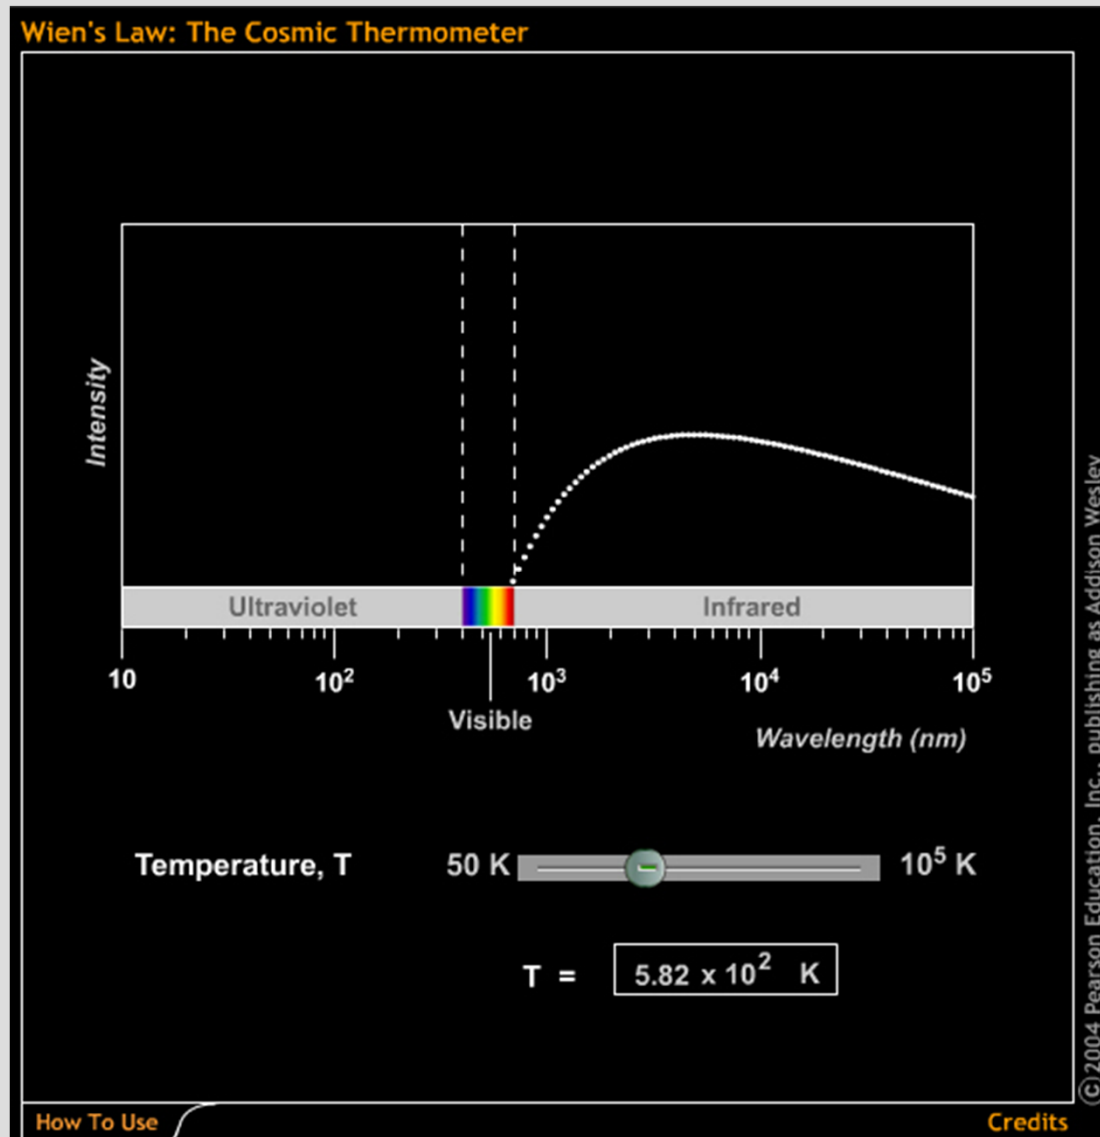 Wien's Law: The Cosmic Thermometer
Intensity
Ultraviolet
Infrared
10
10²
10³
10⁴
10⁵
Visible
Wavelength (nm)
Temperature, T
50 K
10⁵ K
T = 5.82 x 10² K
©2004 Pearson Education, Inc., publishing as Addison Wesley
How To Use
Credits